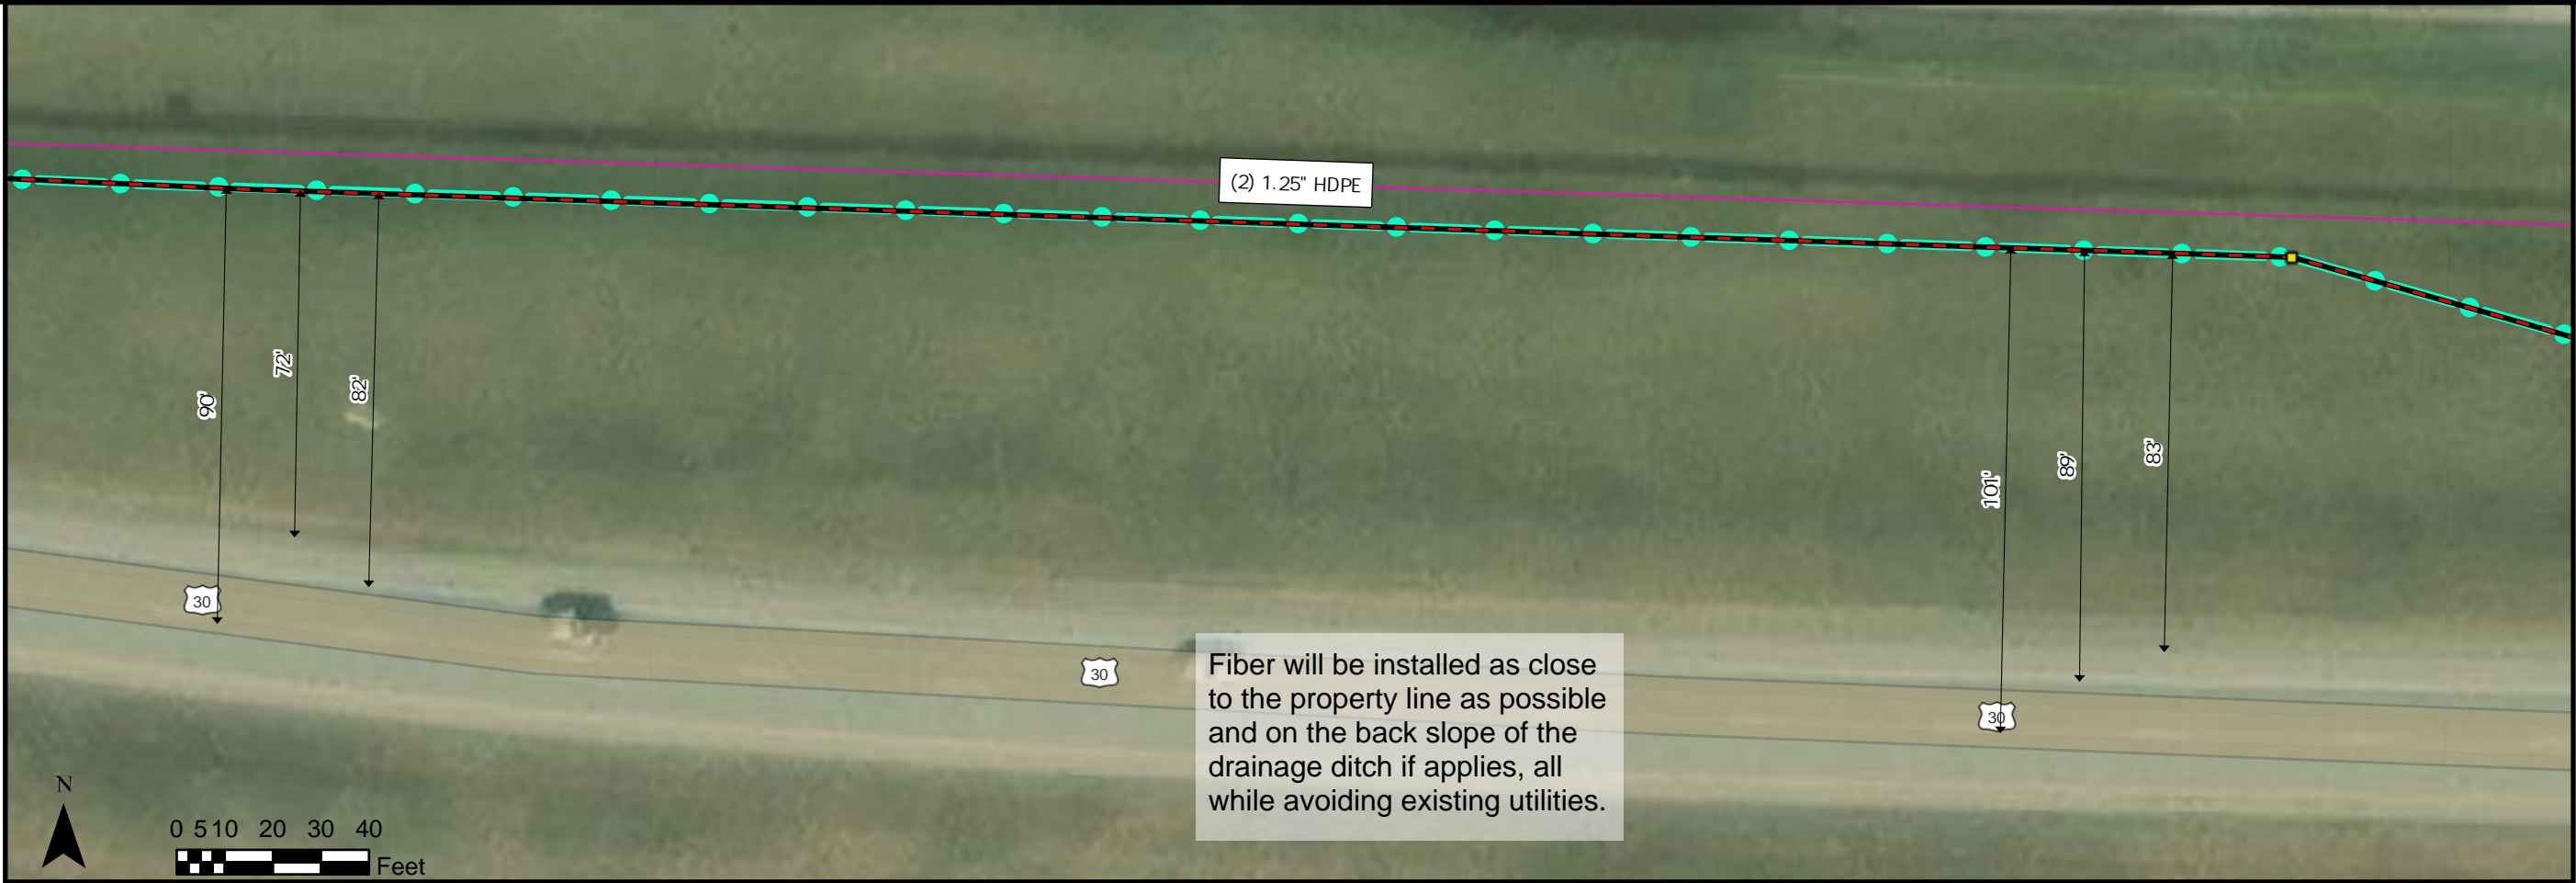 (2) 1.25" HDPE
90'
72'
82'
101'
89'
83'
30
30
30
Fiber will be installed as close
to the property line as possible
and on the back slope of the
drainage ditch if applies, all
while avoiding existing utilities.
N
0 5 10 20 30 40
Feet